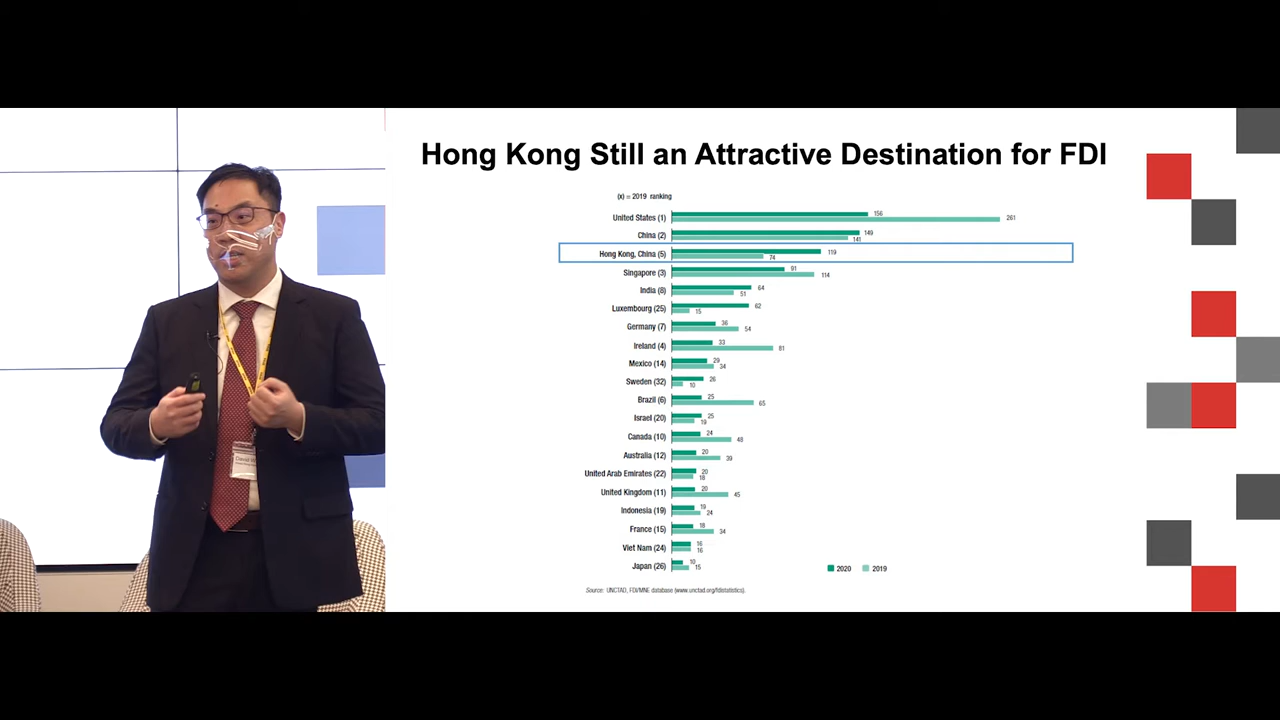 Hong Kong Still an Attractive Destination for FDI
(x) = 2019 ranking
United States (1) 156 261
China (2) 149 141
Hong Kong, China (5) 119 74
Singapore (3) 91 114
India (8) 64 51
Luxembourg (25) 62 15
Germany (7) 36 54
Ireland (4) 33 81
Mexico (14) 29 34
Sweden (32) 26 10
Brazil (6) 25 65
Israel (20) 25 19
Canada (10) 24 48
Australia (12) 20 39
United Arab Emirates (22) 20 18
United Kingdom (11) 20 45
Indonesia (19) 19 24
France (15) 18 34
Viet Nam (24) 16 16
Japan (26) 10 15
2020 2019
Source: UNCTAD, FDI/MNE database (www.unctad.org/fdistatistics).
David